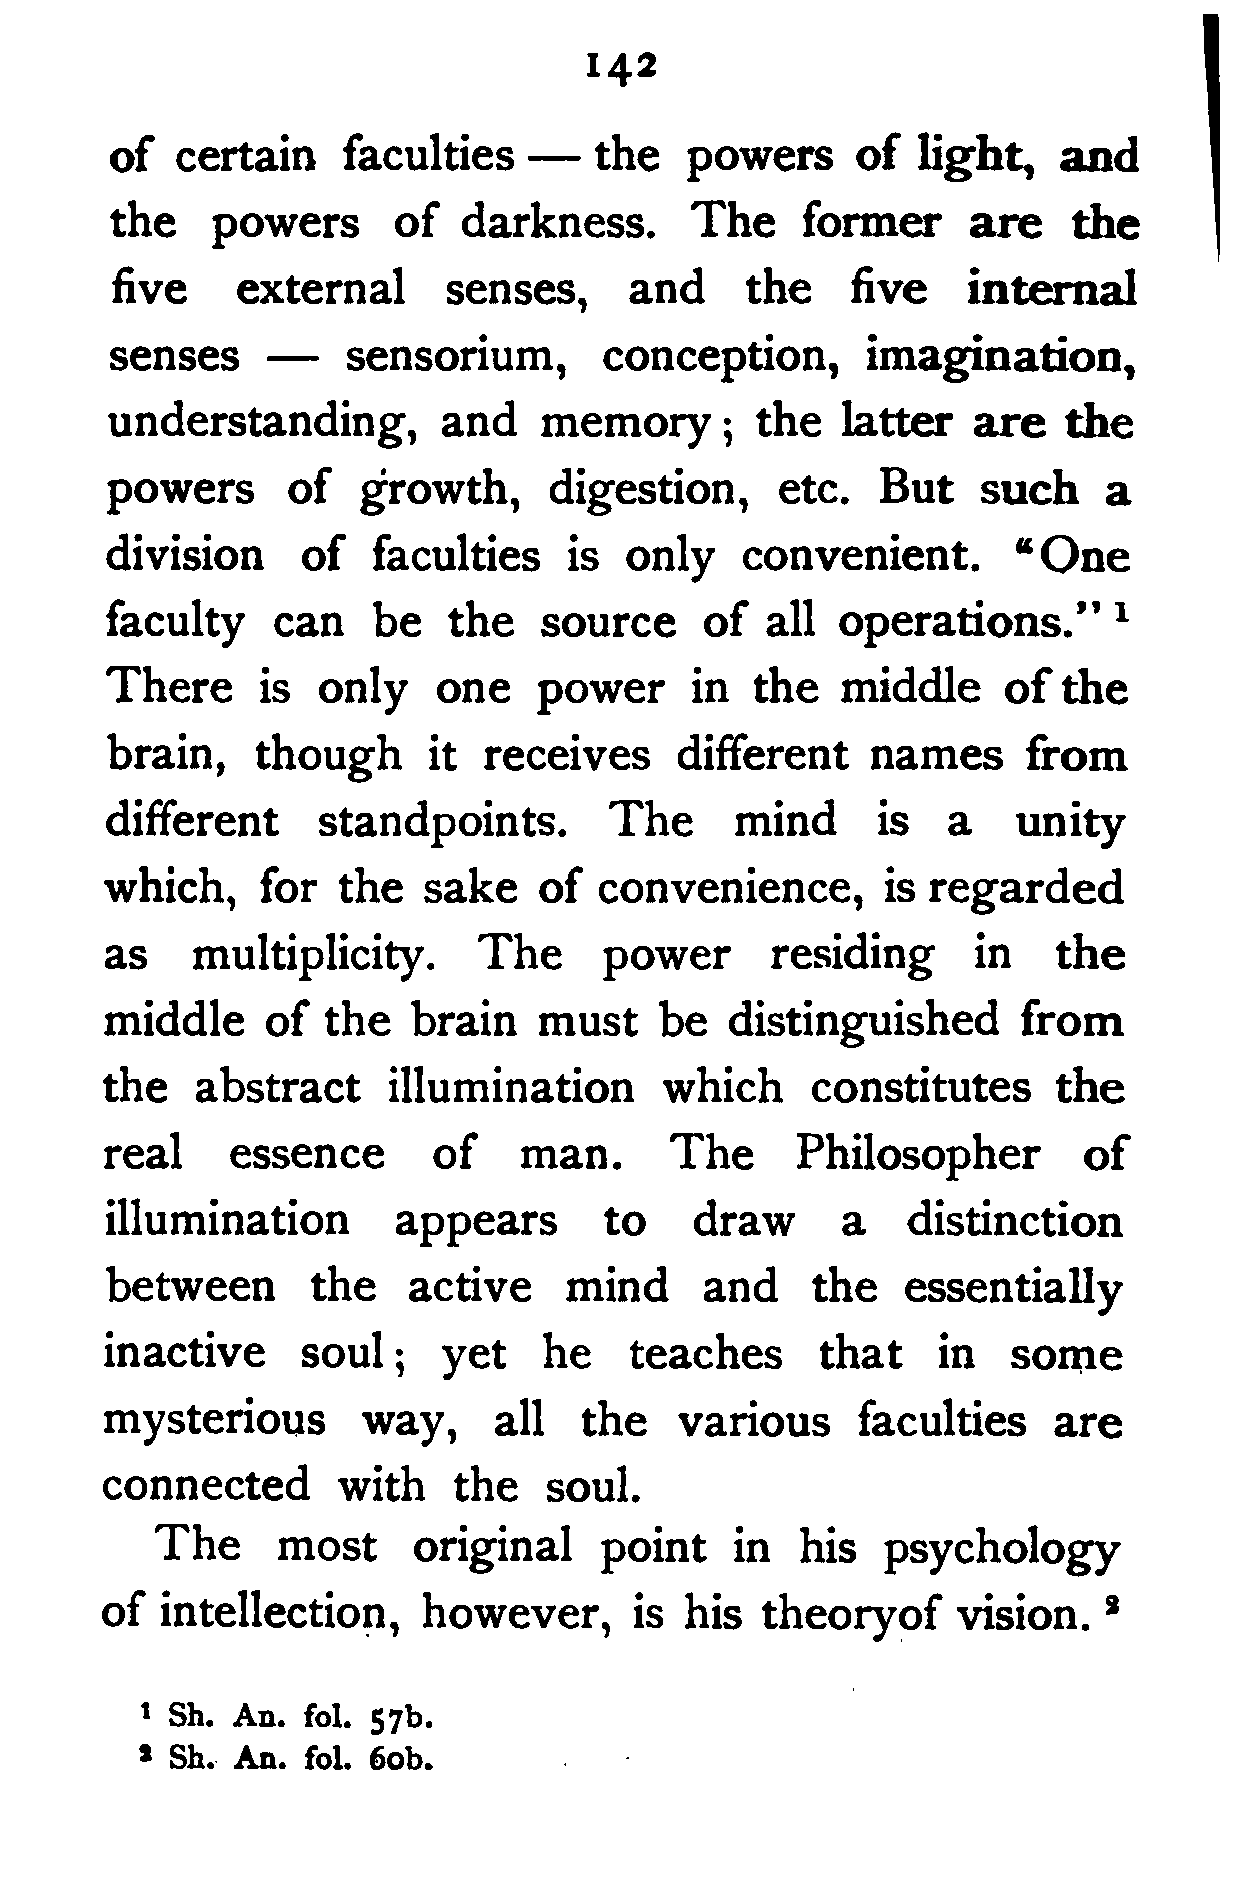 142
of certain faculties — the powers of light, and
the powers of darkness. The former are the
five external senses, and the five internal
senses — sensorium, conception, imagination,
understanding, and memory; the latter are the
powers of growth, digestion, etc. But such a
division of faculties is only convenient. “One
faculty can be the source of all operations.” ¹
There is only one power in the middle of the
brain, though it receives different names from
different standpoints. The mind is a unity
which, for the sake of convenience, is regarded
as multiplicity. The power residing in the
middle of the brain must be distinguished from
the abstract illumination which constitutes the
real essence of man. The Philosopher of
illumination appears to draw a distinction
between the active mind and the essentially
inactive soul; yet he teaches that in some
mysterious way, all the various faculties are
connected with the soul.
The most original point in his psychology
of intellection, however, is his theoryof vision. ²
¹ Sh. An. fol. 57b.
² Sh. An. fol. 60b.